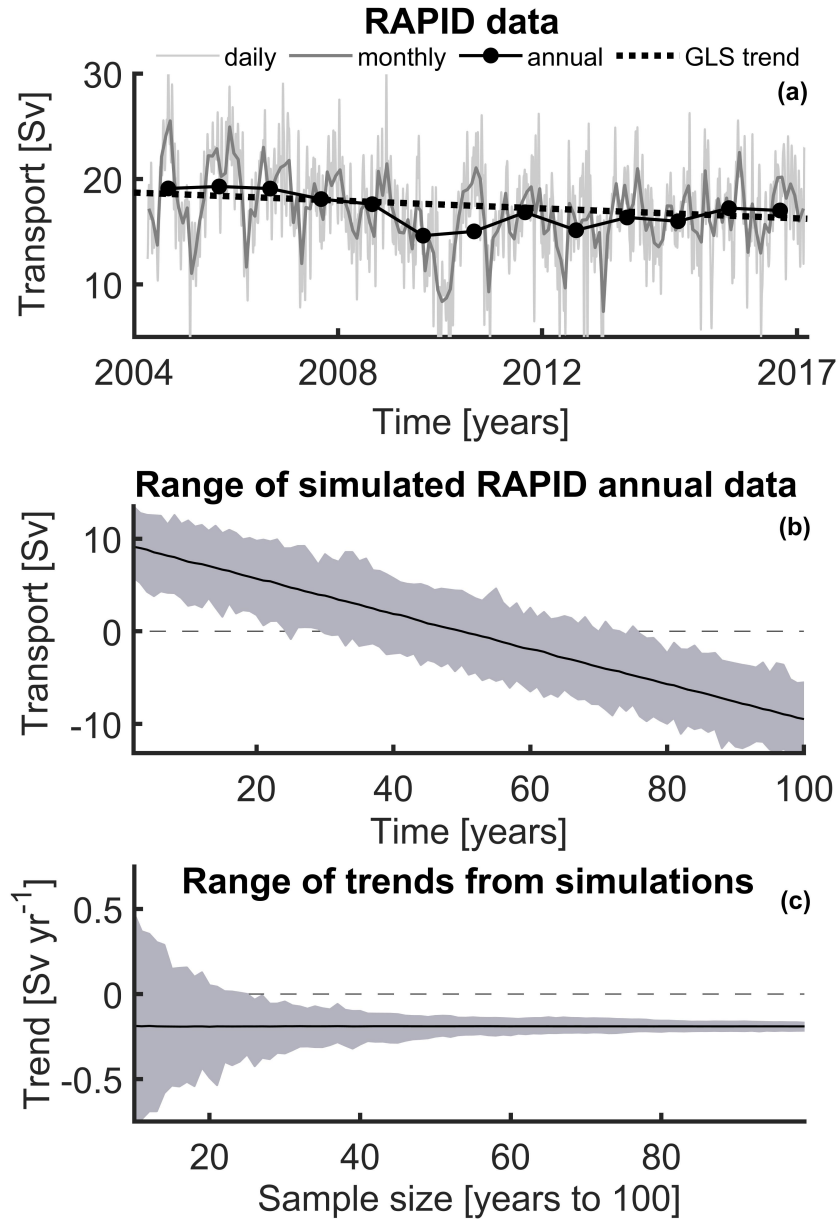 RAPID data
daily monthly annual GLS trend
(a)
Transport [Sv]
30
20
10
2004 2008 2012 2017
Time [years]
Range of simulated RAPID annual data
(b)
Transport [Sv]
10
0
-10
20 40 60 80 100
Time [years]
Range of trends from simulations
(c)
Trend [Sv yr-1]
0.5
0
-0.5
20 40 60 80
Sample size [years to 100]